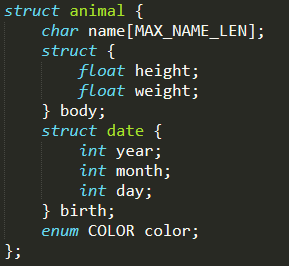 struct animal {
    char name[MAX_NAME_LEN];
    struct {
        float height;
        float weight;
    } body;
    struct date {
        int year;
        int month;
        int day;
    } birth;
    enum COLOR color;
};